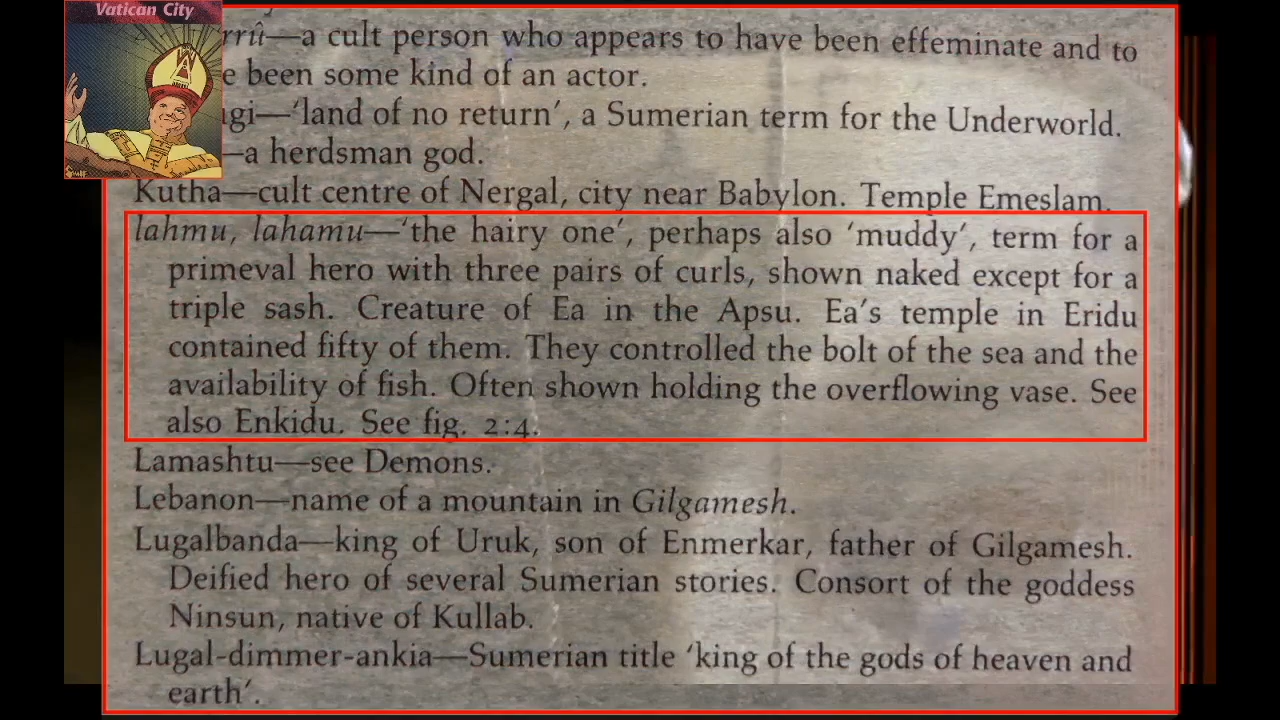 Vatican City
rrû—a cult person who appears to have been effeminate and to
e been some kind of an actor.
gi—‘land of no return’, a Sumerian term for the Underworld.
—a herdsman god.
Kutha—cult centre of Nergal, city near Babylon. Temple Emeslam.
lahmu, lahamu—‘the hairy one’, perhaps also ‘muddy’, term for a
primeval hero with three pairs of curls, shown naked except for a
triple sash. Creature of Ea in the Apsu. Ea’s temple in Eridu
contained fifty of them. They controlled the bolt of the sea and the
availability of fish. Often shown holding the overflowing vase. See
also Enkidu. See fig. 2:4.
Lamashtu—see Demons.
Lebanon—name of a mountain in Gilgamesh.
Lugalbanda—king of Uruk, son of Enmerkar, father of Gilgamesh.
Deified hero of several Sumerian stories. Consort of the goddess
Ninsun, native of Kullab.
Lugal-dimmer-ankia—Sumerian title ‘king of the gods of heaven and
earth’.